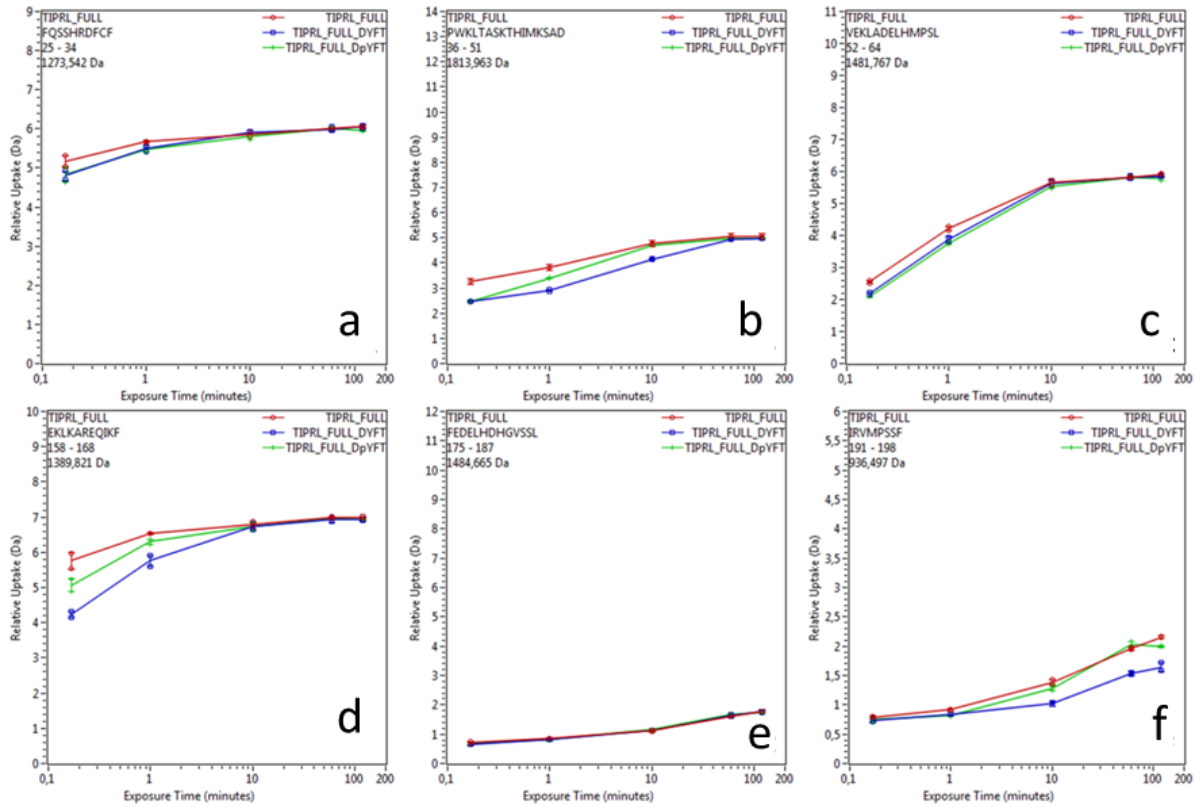 TIPRL_FULL TIPRL_FULL
FQSSHRDFCF TIPRL_FULL_DYFT
25 - 34 TIPRL_FULL_DpYFT
1273,542 Da
Relative Uptake (Da)
9
8
7
6
5
4
3
2
1
0
a
0,1 1 10 100 200
Exposure Time (minutes)
TIPRL_FULL TIPRL_FULL
PWKLTASKTHIMKSAD TIPRL_FULL_DYFT
36 - 51 TIPRL_FULL_DpYFT
1813,963 Da
Relative Uptake (Da)
14
13
12
11
10
9
8
7
6
5
4
3
2
1
0
b
0,1 1 10 100 200
Exposure Time (minutes)
TIPRL_FULL TIPRL_FULL
VEKLADELHMPSL TIPRL_FULL_DYFT
52 - 64 TIPRL_FULL_DpYFT
1481,767 Da
Relative Uptake (Da)
11
10
9
8
7
6
5
4
3
2
1
0
c
0,1 1 10 100 200
Exposure Time (minutes)
TIPRL_FULL TIPRL_FULL
EKLKAREQIKF TIPRL_FULL_DYFT
158 - 168 TIPRL_FULL_DpYFT
1389,821 Da
Relative Uptake (Da)
10
9
8
7
6
5
4
3
2
1
0
d
0,1 1 10 100 200
Exposure Time (minutes)
TIPRL_FULL TIPRL_FULL
FEDELHDHGVSSL TIPRL_FULL_DYFT
175 - 187 TIPRL_FULL_DpYFT
1484,665 Da
Relative Uptake (Da)
12
11
10
9
8
7
6
5
4
3
2
1
0
e
0,1 1 10 100 200
Exposure Time (minutes)
TIPRL_FULL TIPRL_FULL
IRVMPSSF TIPRL_FULL_DYFT
191 - 198 TIPRL_FULL_DpYFT
936,497 Da
Relative Uptake (Da)
6
5,5
5
4,5
4
3,5
3
2,5
2
1,5
1
0,5
0
f
0,1 1 10 100 200
Exposure Time (minutes)